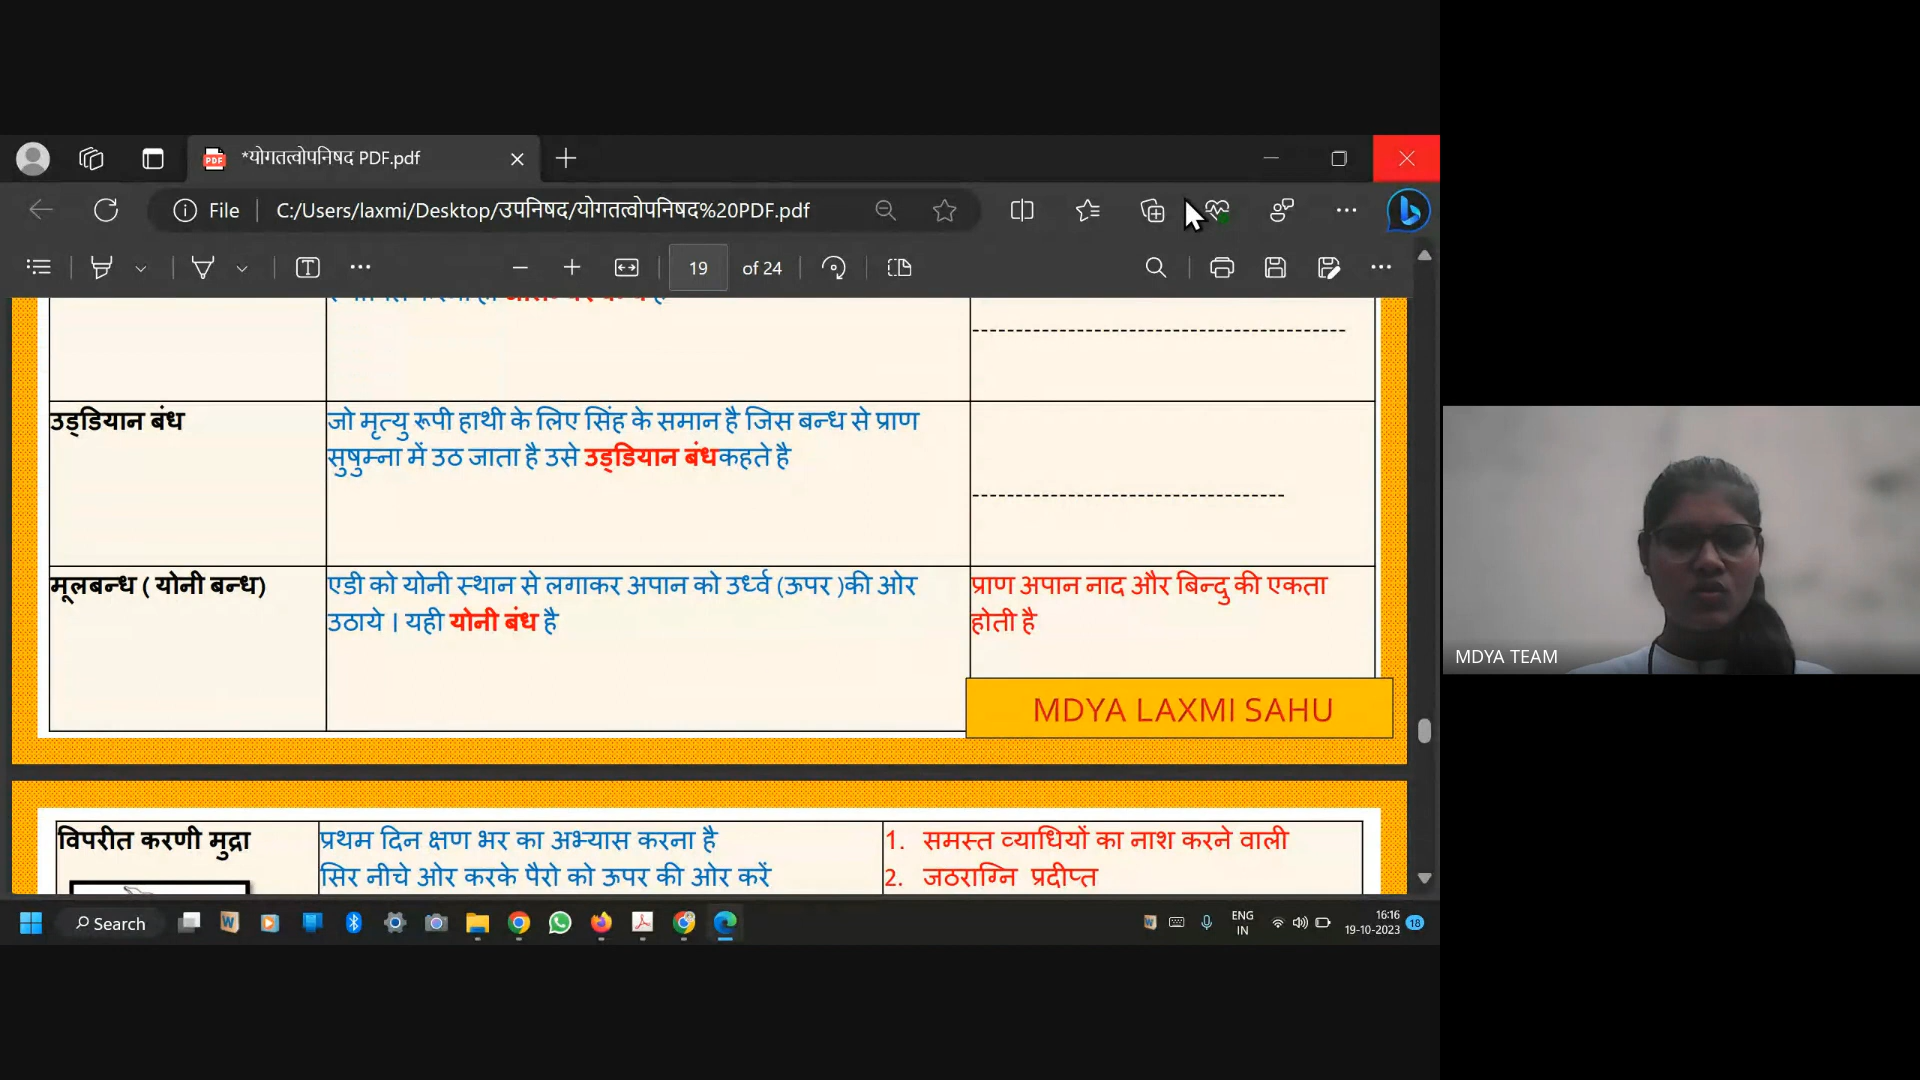 *योगतत्वोपनिषद PDF.pdf
File
C:/Users/laxmi/Desktop/उपनिषद/योगतत्वोपनिषद%20PDF.pdf
19 of 24
उड्डियान बंध
जो मृत्यु रूपी हाथी के लिए सिंह के समान है जिस बन्ध से प्राण
सुषुम्ना में उठ जाता है उसे उड्डियान बंधकहते है
मूलबन्ध ( योनी बन्ध)
एडी को योनी स्थान से लगाकर अपान को उर्ध्व (ऊपर )की ओर
उठाये | यही योनी बंध है
प्राण अपान नाद और बिन्दु की एकता
होती है
MDYA LAXMI SAHU
विपरीत करणी मुद्रा
प्रथम दिन क्षण भर का अभ्यास करना है
सिर नीचे ओर करके पैरो को ऊपर की ओर करें
1. समस्त व्याधियों का नाश करने वाली
2. जठराग्नि प्रदीप्त
MDYA TEAM
Search
ENG
IN
16:16
19-10-2023
18